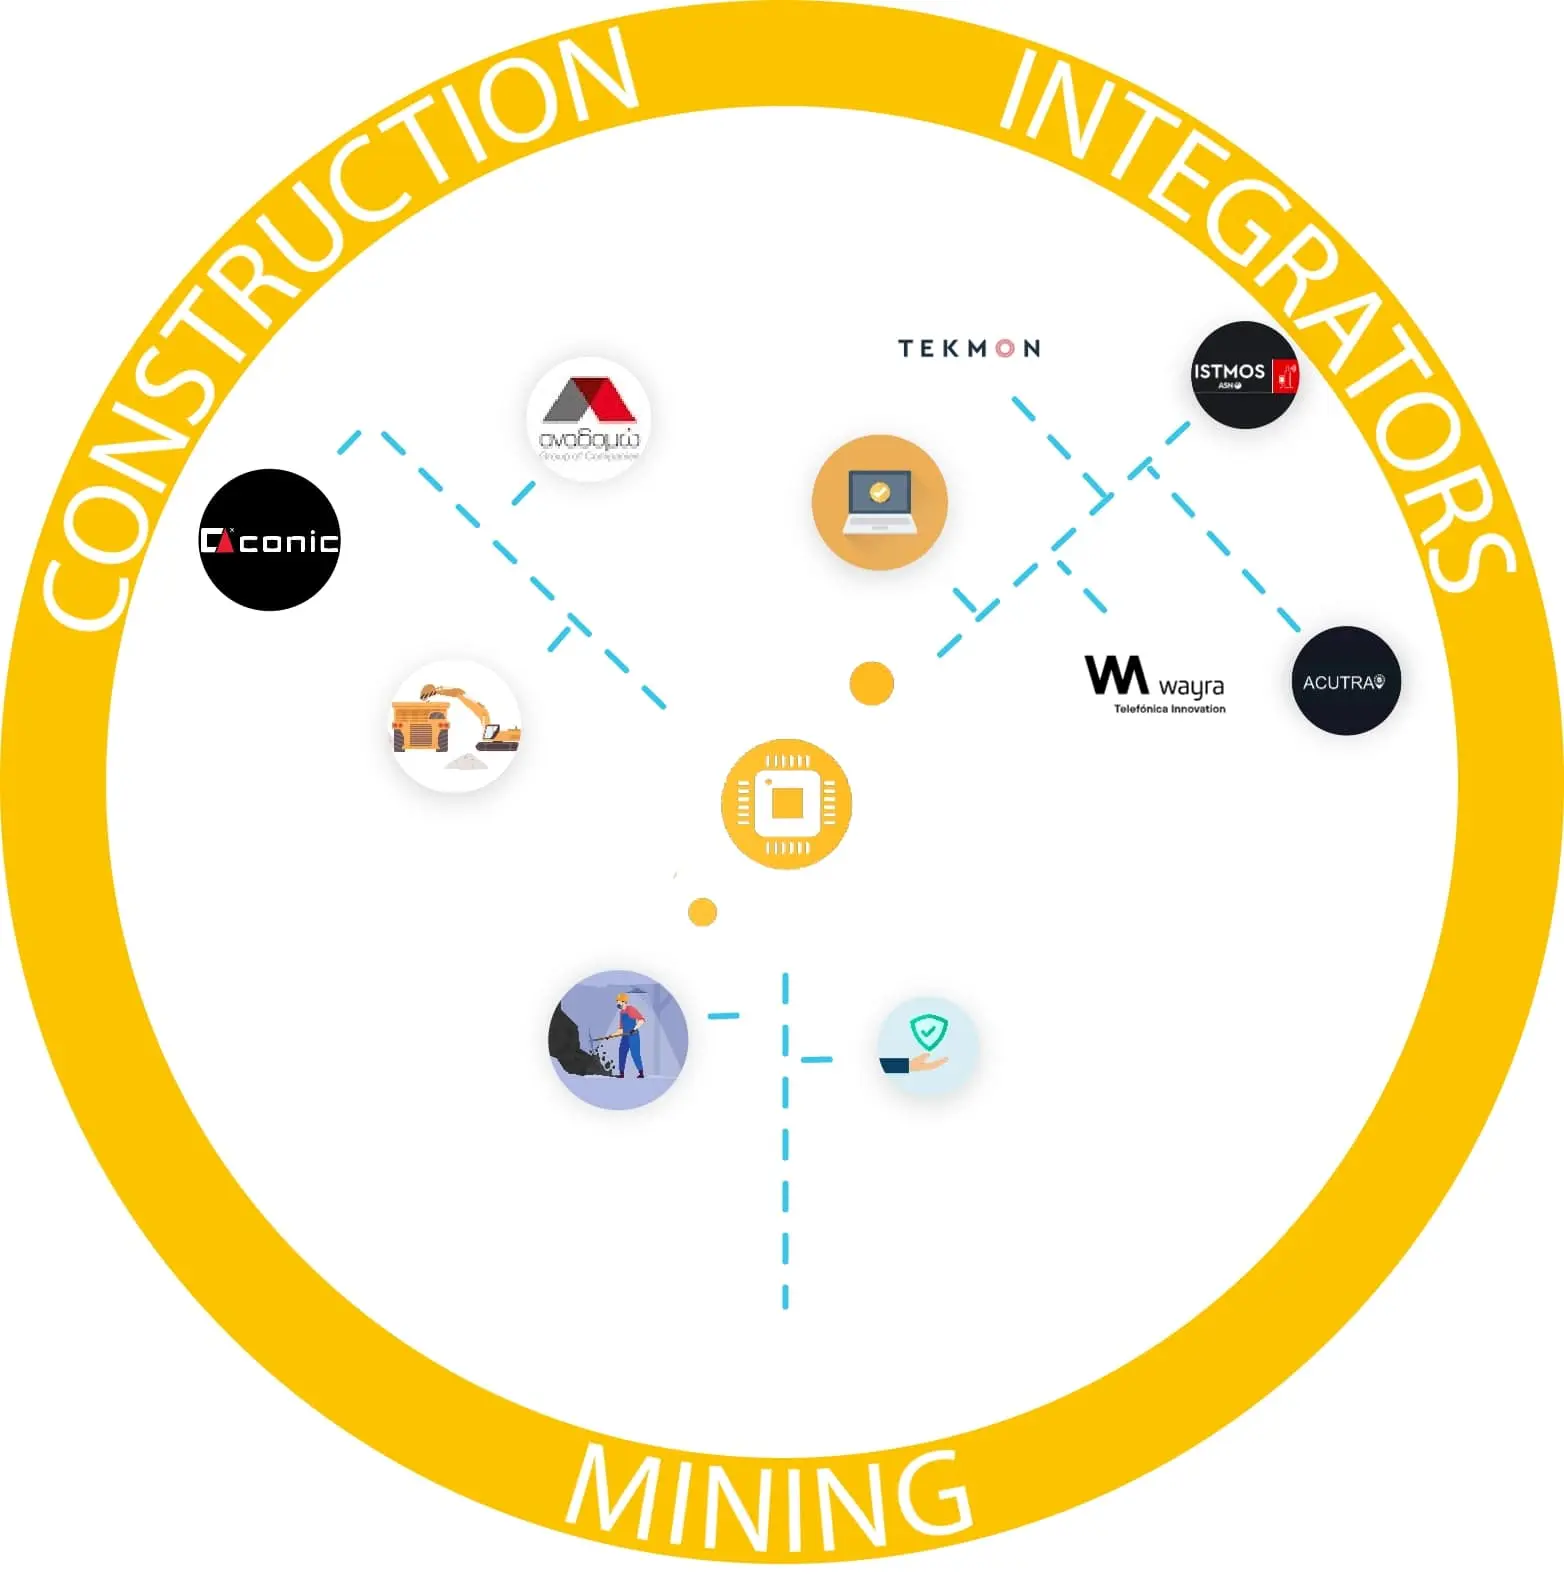 CONSTRUCTION
INTEGRATORS
TEKMON
ISTMOS
ASN
αναδομώ
Group of Companies
conic
wayra
Telefónica Innovation
ACUTRA
MINING